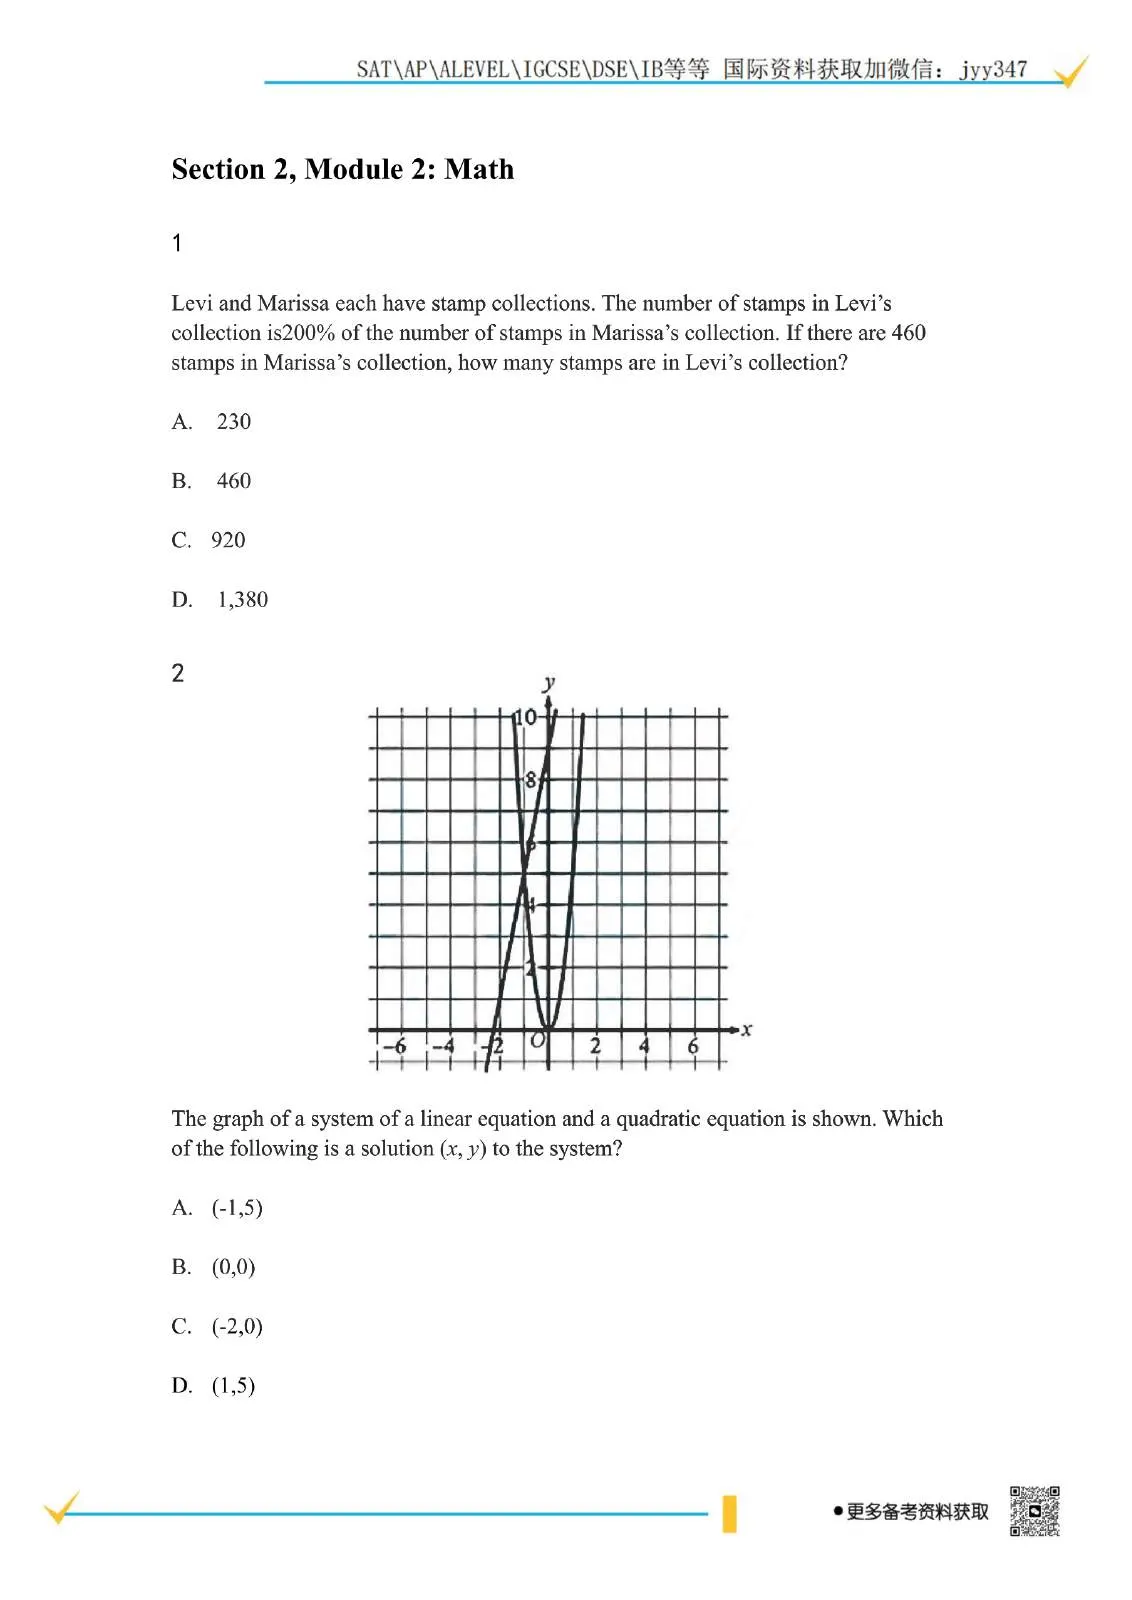 SAT\AP\ALEVEL\IGCSE\DSE\IB等等 国际资料获取加微信：jyy347
Section 2, Module 2: Math
1
Levi and Marissa each have stamp collections. The number of stamps in Levi’s
collection is200% of the number of stamps in Marissa’s collection. If there are 460
stamps in Marissa’s collection, how many stamps are in Levi’s collection?
A. 230
B. 460
C. 920
D. 1,380
2
y
10
8
6
4
2
-6 -4 -2 O 2 4 6 x
The graph of a system of a linear equation and a quadratic equation is shown. Which
of the following is a solution (x, y) to the system?
A. (-1,5)
B. (0,0)
C. (-2,0)
D. (1,5)
●更多备考资料获取